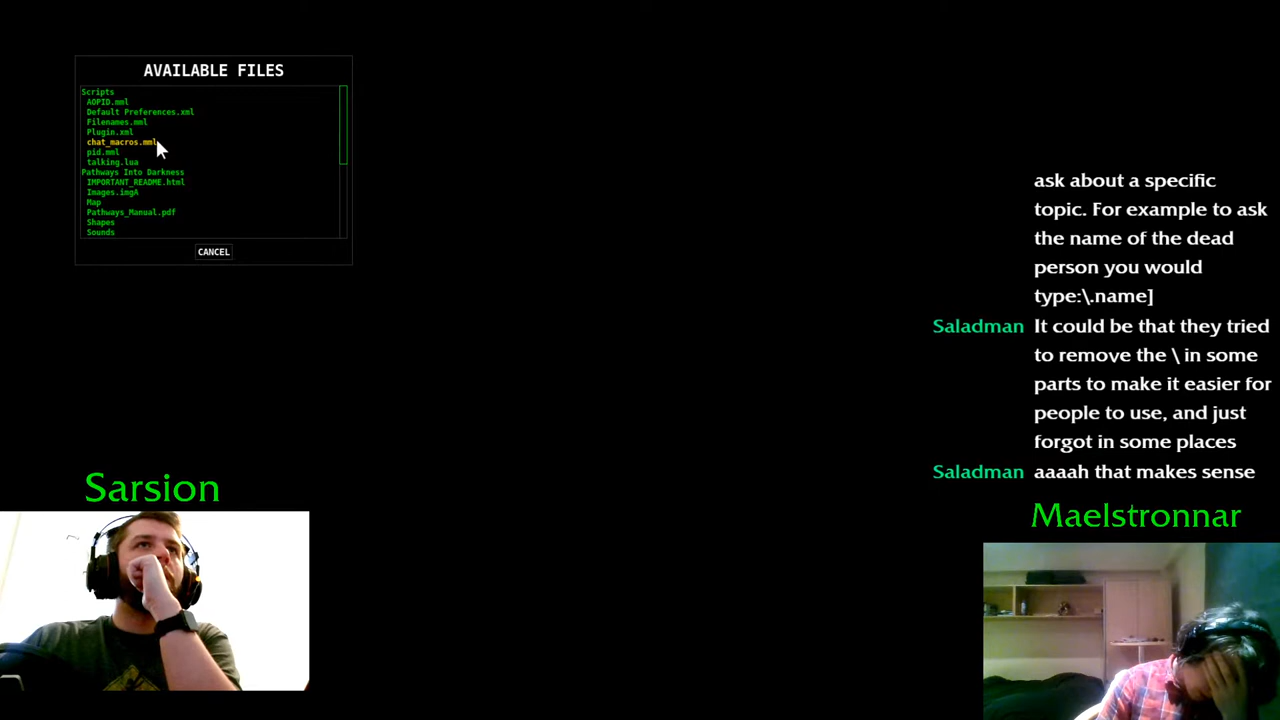 AVAILABLE FILES
Scripts
AOPID.mml
Default Preferences.xml
Filenames.mml
Plugin.xml
chat_macros.mml
pid.mml
talking.lua
Pathways Into Darkness
IMPORTANT_README.html
Images.imgA
Map
Pathways_Manual.pdf
Shapes
Sounds
CANCEL
ask about a specific
topic. For example to ask
the name of the dead
person you would
type:\.name]
Saladman It could be that they tried
to remove the \ in some
parts to make it easier for
people to use, and just
forgot in some places
Saladman aaaah that makes sense
Sarsion
Maelstronnar